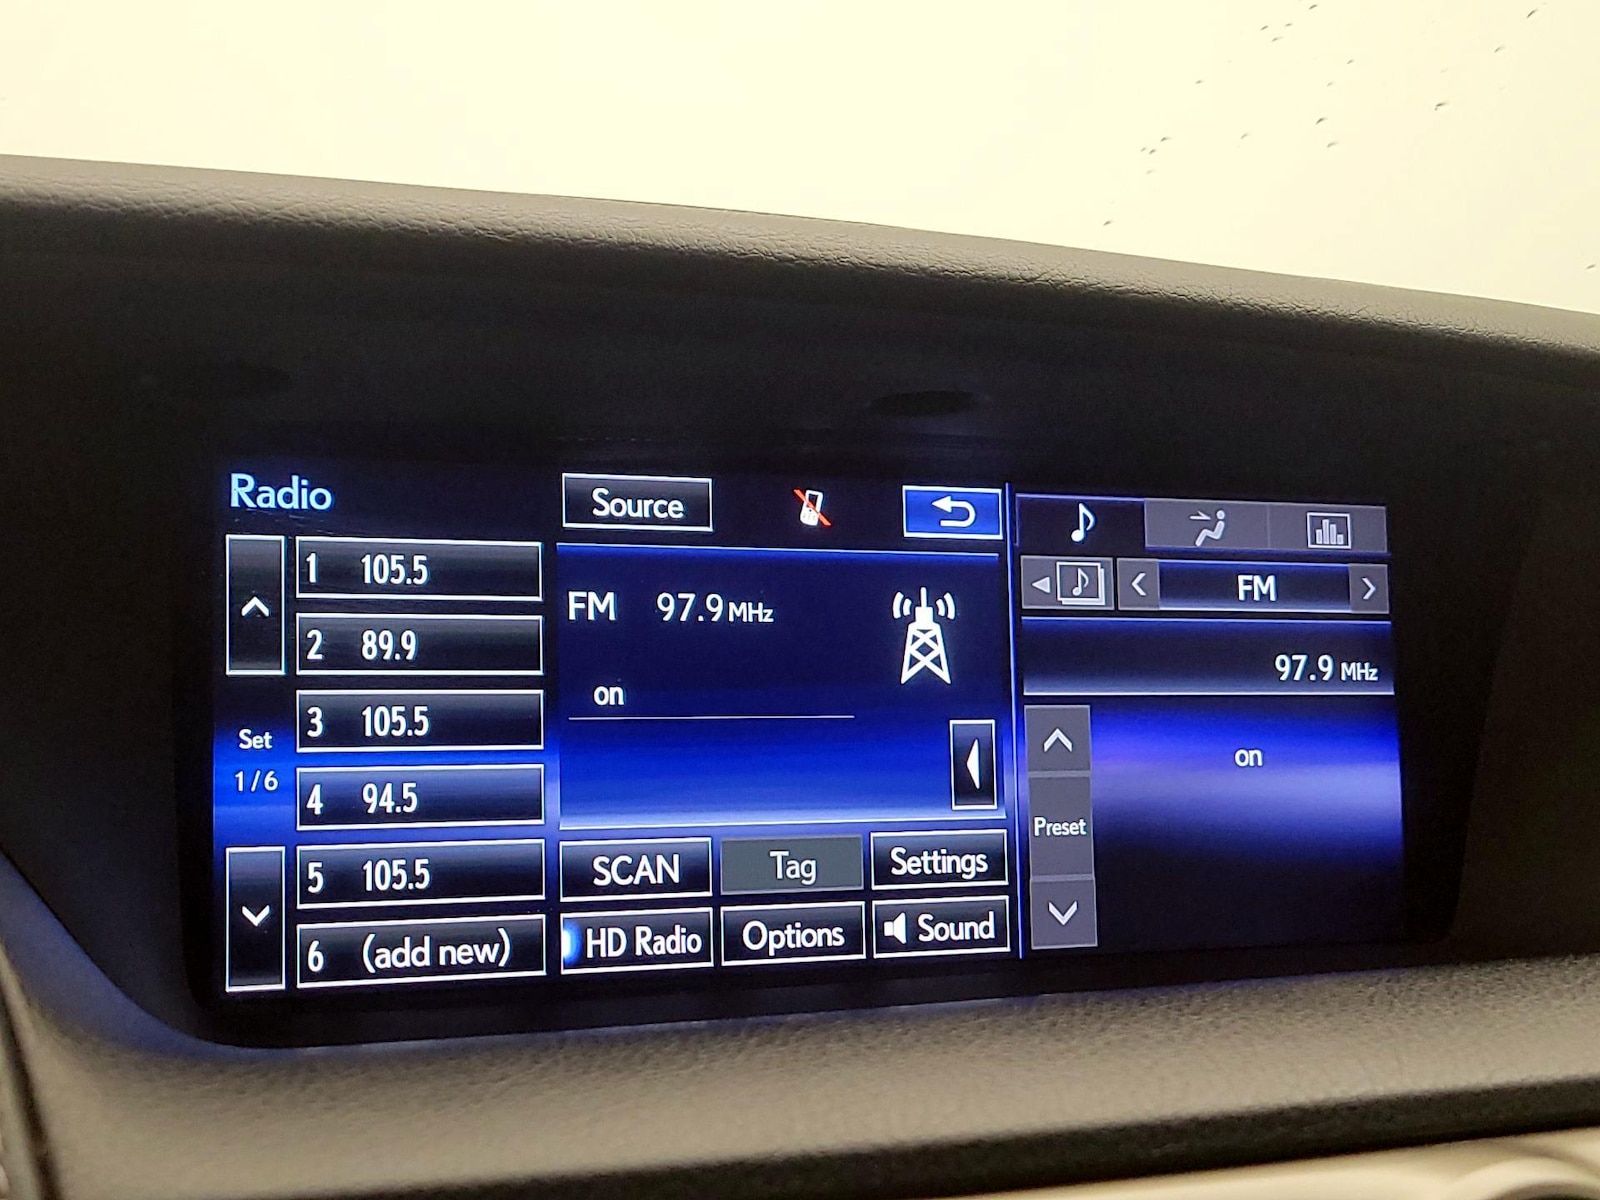 Radio
Source
1 105.5
2 89.9
3 105.5
4 94.5
5 105.5
6 (add new)
Set
1/6
FM 97.9 MHz
on
SCAN
Tag
Settings
HD Radio
Options
Sound
FM
97.9 MHz
on
Preset